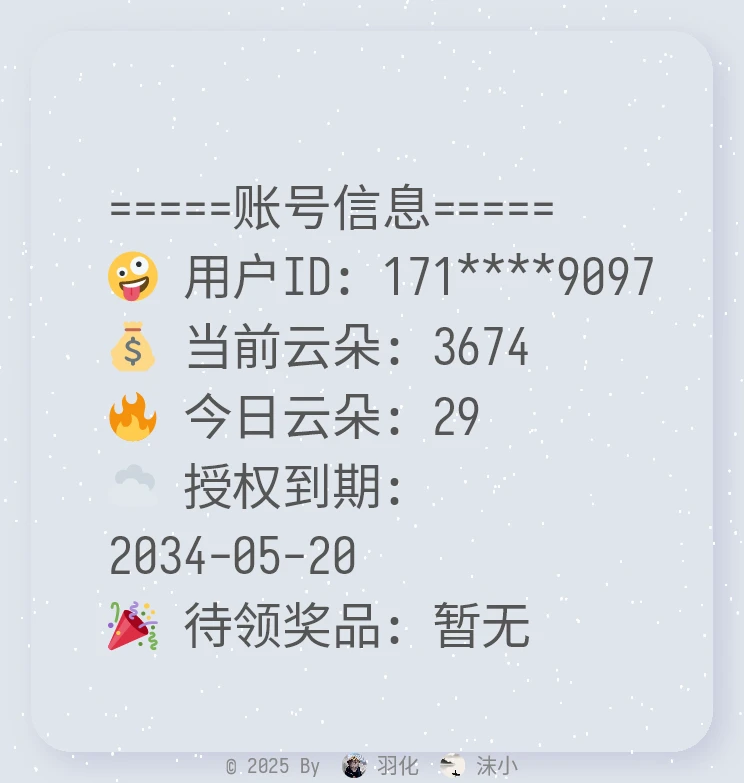 =====账号信息=====
🤪 用户ID: 171****9097
💰 当前云朵: 3674
🔥 今日云朵: 29
☁️ 授权到期:
2034-05-20
🎉 待领奖品: 暂无
© 2025 By 羽化 沫小